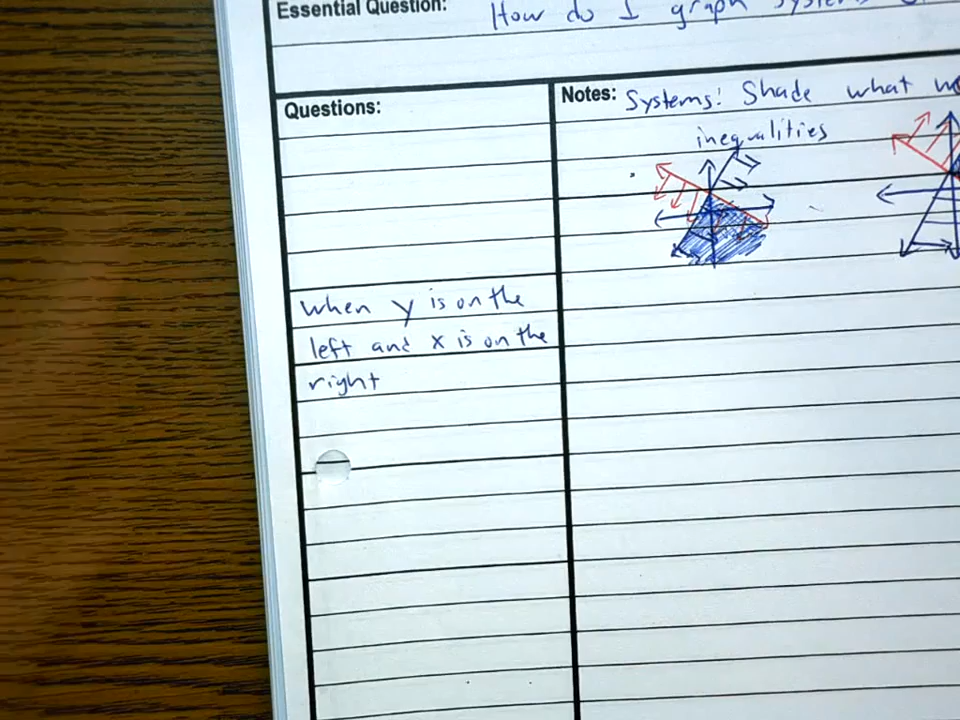 Essential Question: How do I graph systems
Questions:
Notes: Systems: Shade what
inequalities
when y is on the
left and x is on the
right